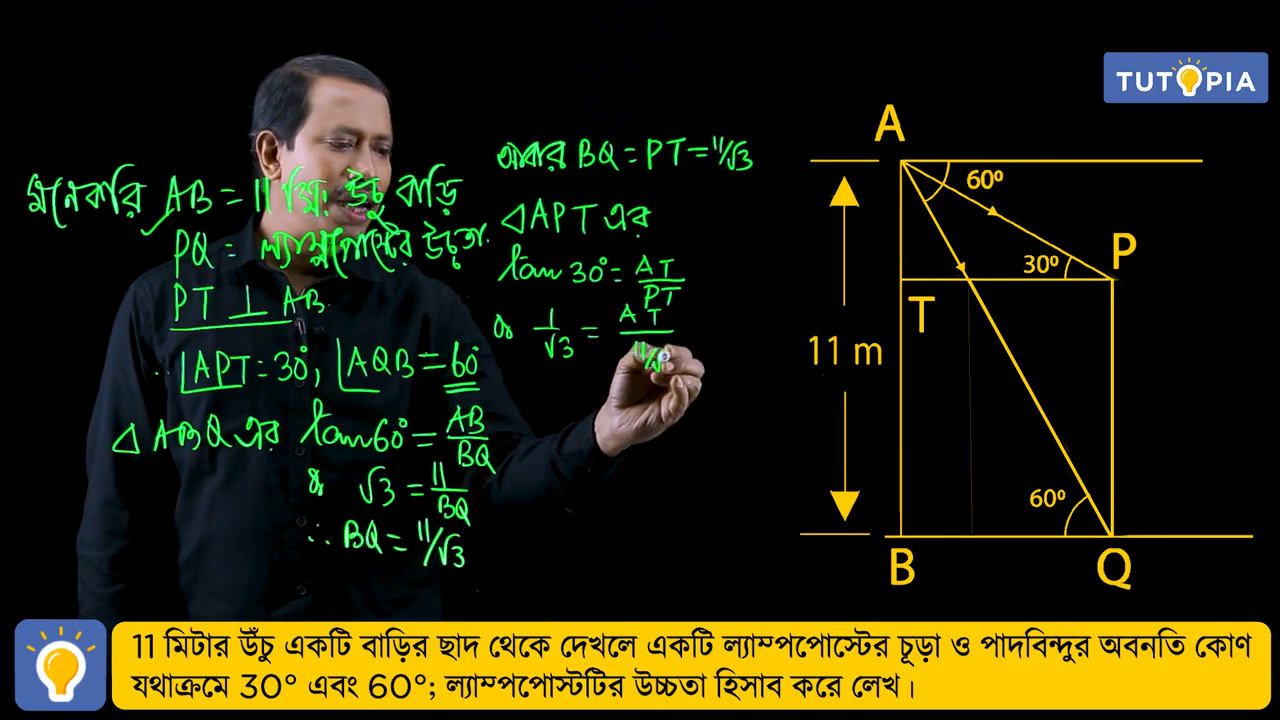 TUTOPIA
মনেকরি AB = 11 মি: উঁচু বাড়ি
PQ = ল্যাম্পপোস্টের উচ্চতা.
PT ⊥ AB
∴ ∠APT = 30°, ∠AQB = 60°
△ ABQ এর tan60° = AB/BQ
বা √3 = 11/BQ
∴ BQ = 11/√3
আবার BQ = PT = 11/√3
△APT এর
tan 30° = AT/PT
বা 1/√3 = AT/11/√
A
60°
30°
P
T
11 m
60°
B
Q
11 মিটার উঁচু একটি বাড়ির ছাদ থেকে দেখলে একটি ল্যাম্পপোস্টের চূড়া ও পাদবিন্দুর অবনতি কোণ
যথাক্রমে 30° এবং 60°; ল্যাম্পপোস্টটির উচ্চতা হিসাব করে লেখ।